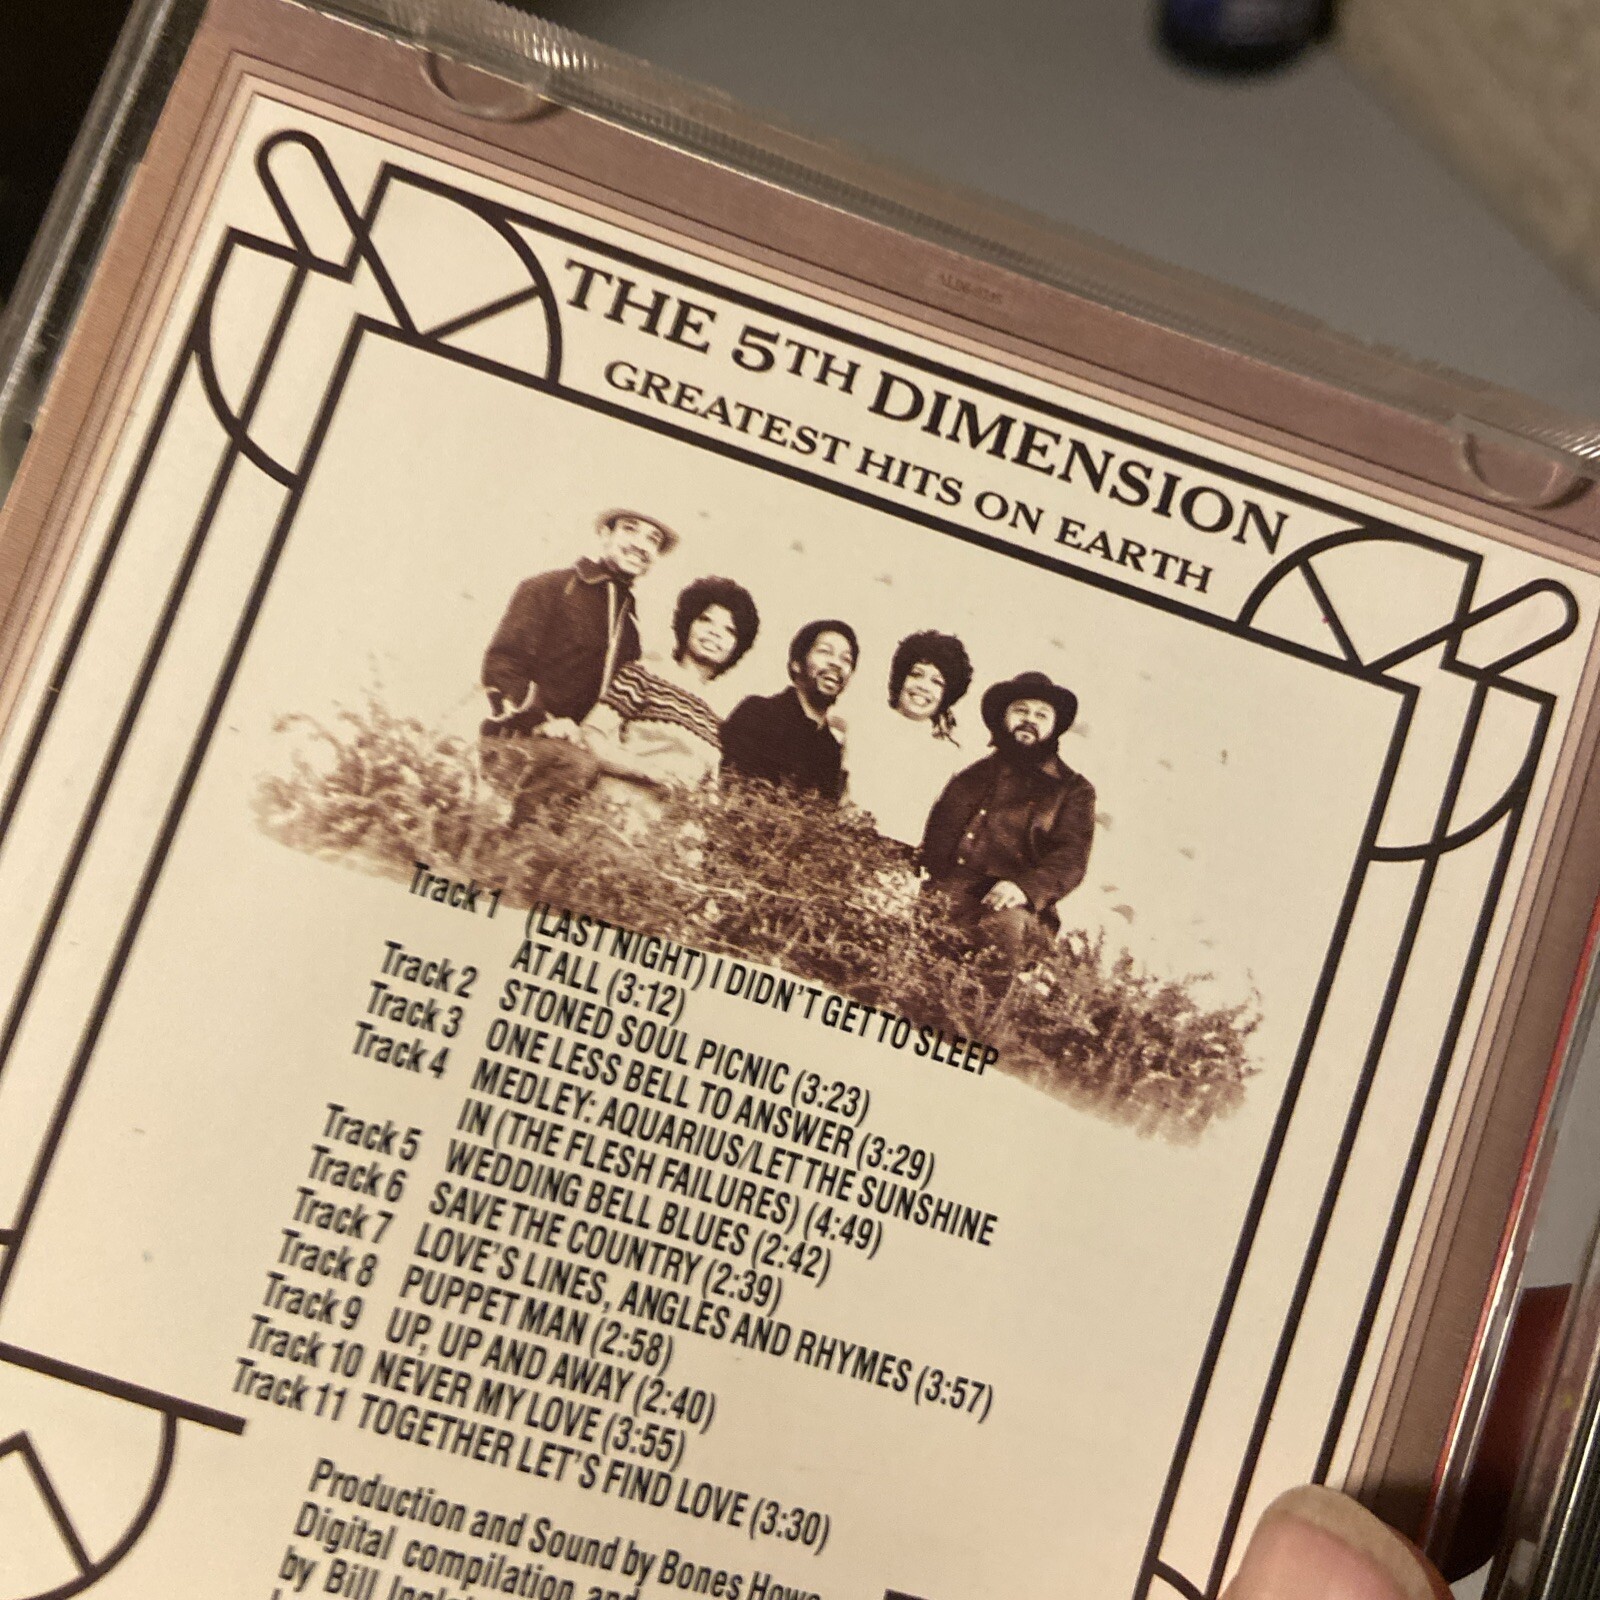 THE 5TH DIMENSION
GREATEST HITS ON EARTH
Track 1 (LAST NIGHT) I DIDN'T GET TO SLEEP
AT ALL (3:12)
Track 2 STONED SOUL PICNIC (3:23)
Track 3 ONE LESS BELL TO ANSWER (3:29)
Track 4 MEDLEY: AQUARIUS/LET THE SUNSHINE
IN (THE FLESH FAILURES) (4:49)
Track 5 WEDDING BELL BLUES (2:42)
Track 6 SAVE THE COUNTRY (2:39)
Track 7 LOVE'S LINES, ANGLES AND RHYMES (3:57)
Track 8 PUPPET MAN (2:58)
Track 9 UP, UP AND AWAY (2:40)
Track 10 NEVER MY LOVE (3:55)
Track 11 TOGETHER LET'S FIND LOVE (3:30)
Production and Sound by Bones
Digital compilation and
by Bill